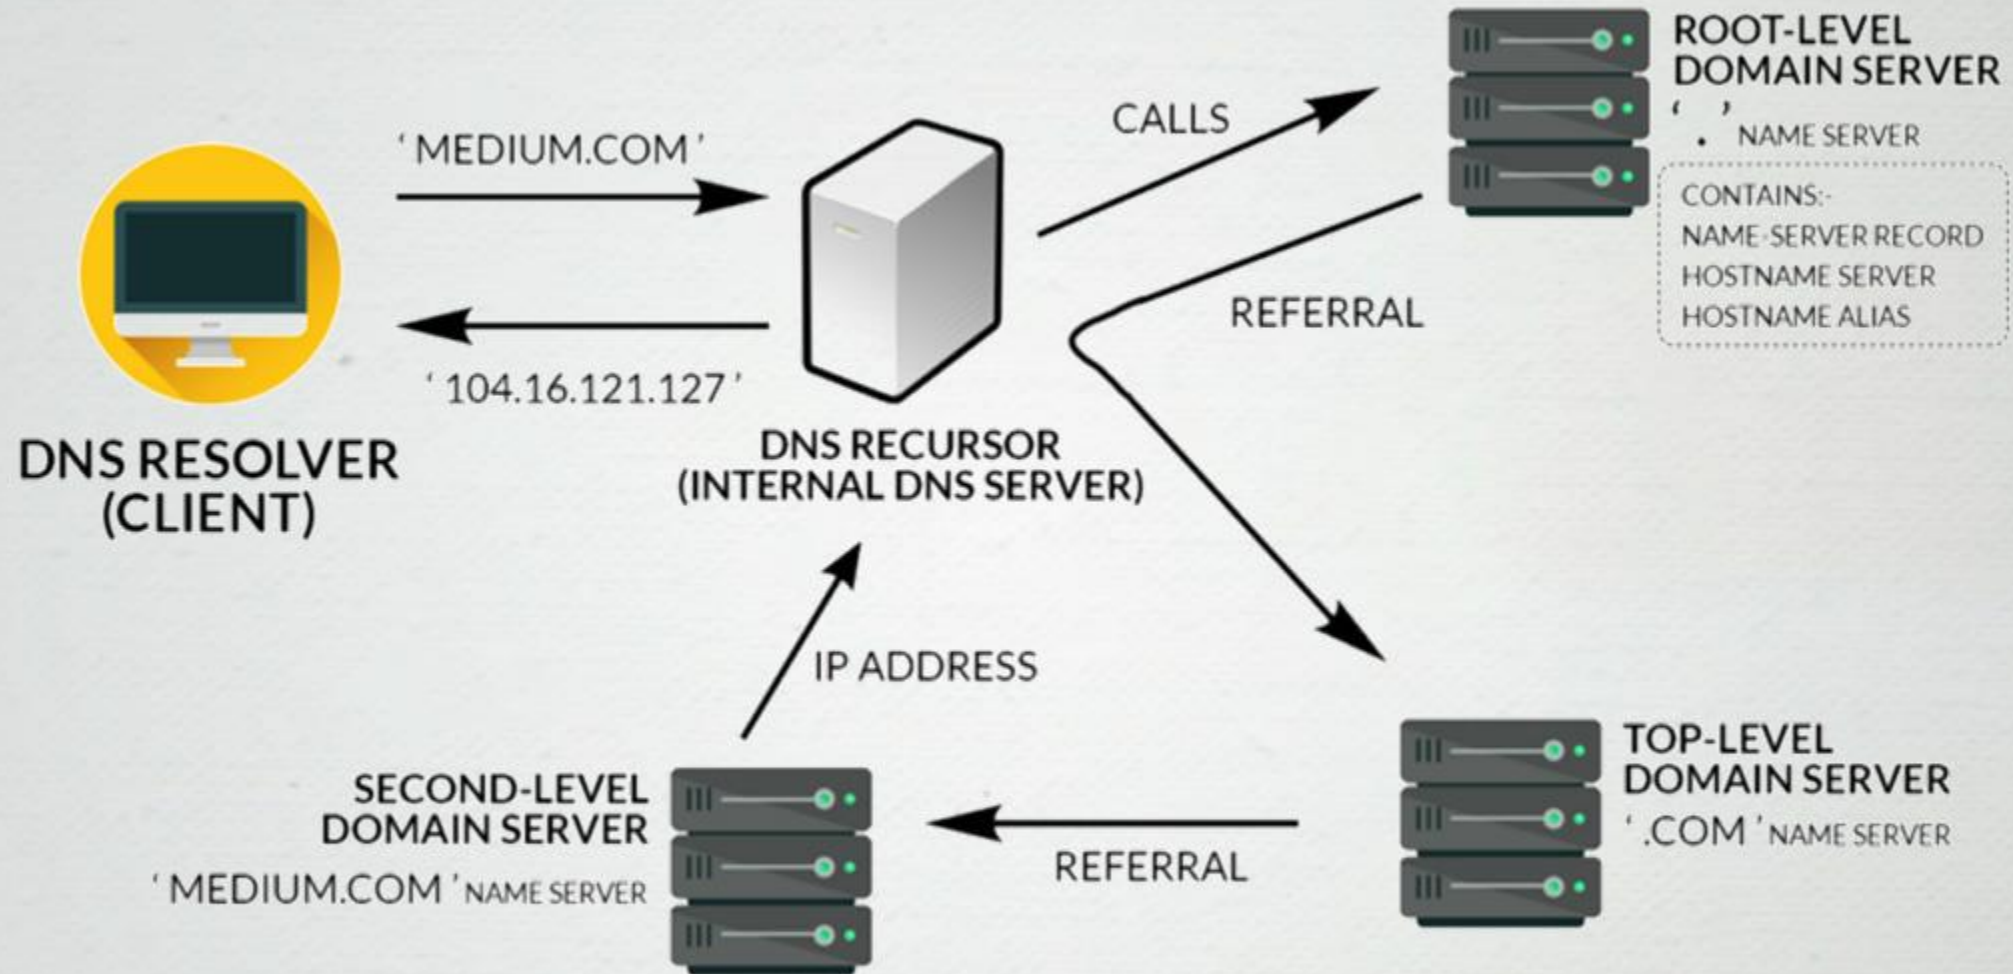 ' MEDIUM.COM '
' 104.16.121.127 '
DNS RESOLVER
(CLIENT)
DNS RECURSOR
(INTERNAL DNS SERVER)
CALLS
REFERRAL
ROOT-LEVEL
DOMAIN SERVER
' . ' NAME SERVER
CONTAINS:-
NAME-SERVER RECORD
HOSTNAME SERVER
HOSTNAME ALIAS
IP ADDRESS
SECOND-LEVEL
DOMAIN SERVER
' MEDIUM.COM ' NAME SERVER
REFERRAL
TOP-LEVEL
DOMAIN SERVER
' .COM ' NAME SERVER